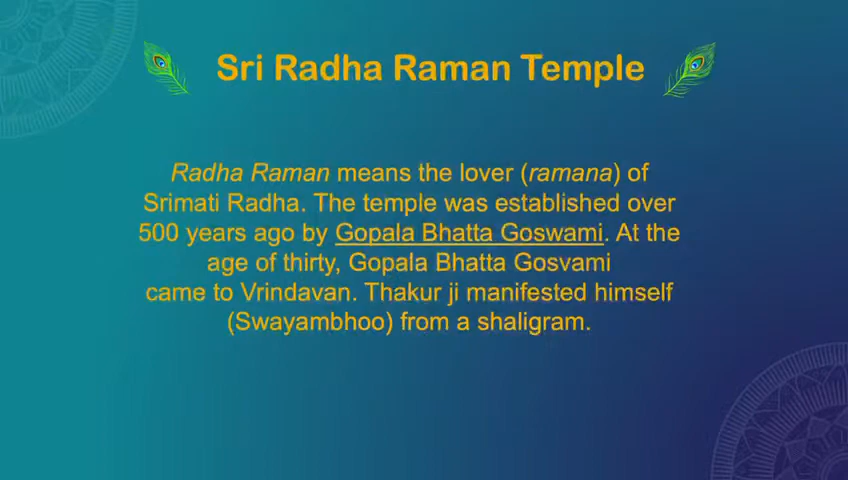 Sri Radha Raman Temple
Radha Raman means the lover (ramana) of
Srimati Radha. The temple was established over
500 years ago by Gopala Bhatta Goswami. At the
age of thirty, Gopala Bhatta Gosvami
came to Vrindavan. Thakur ji manifested himself
(Swayambhoo) from a shaligram.